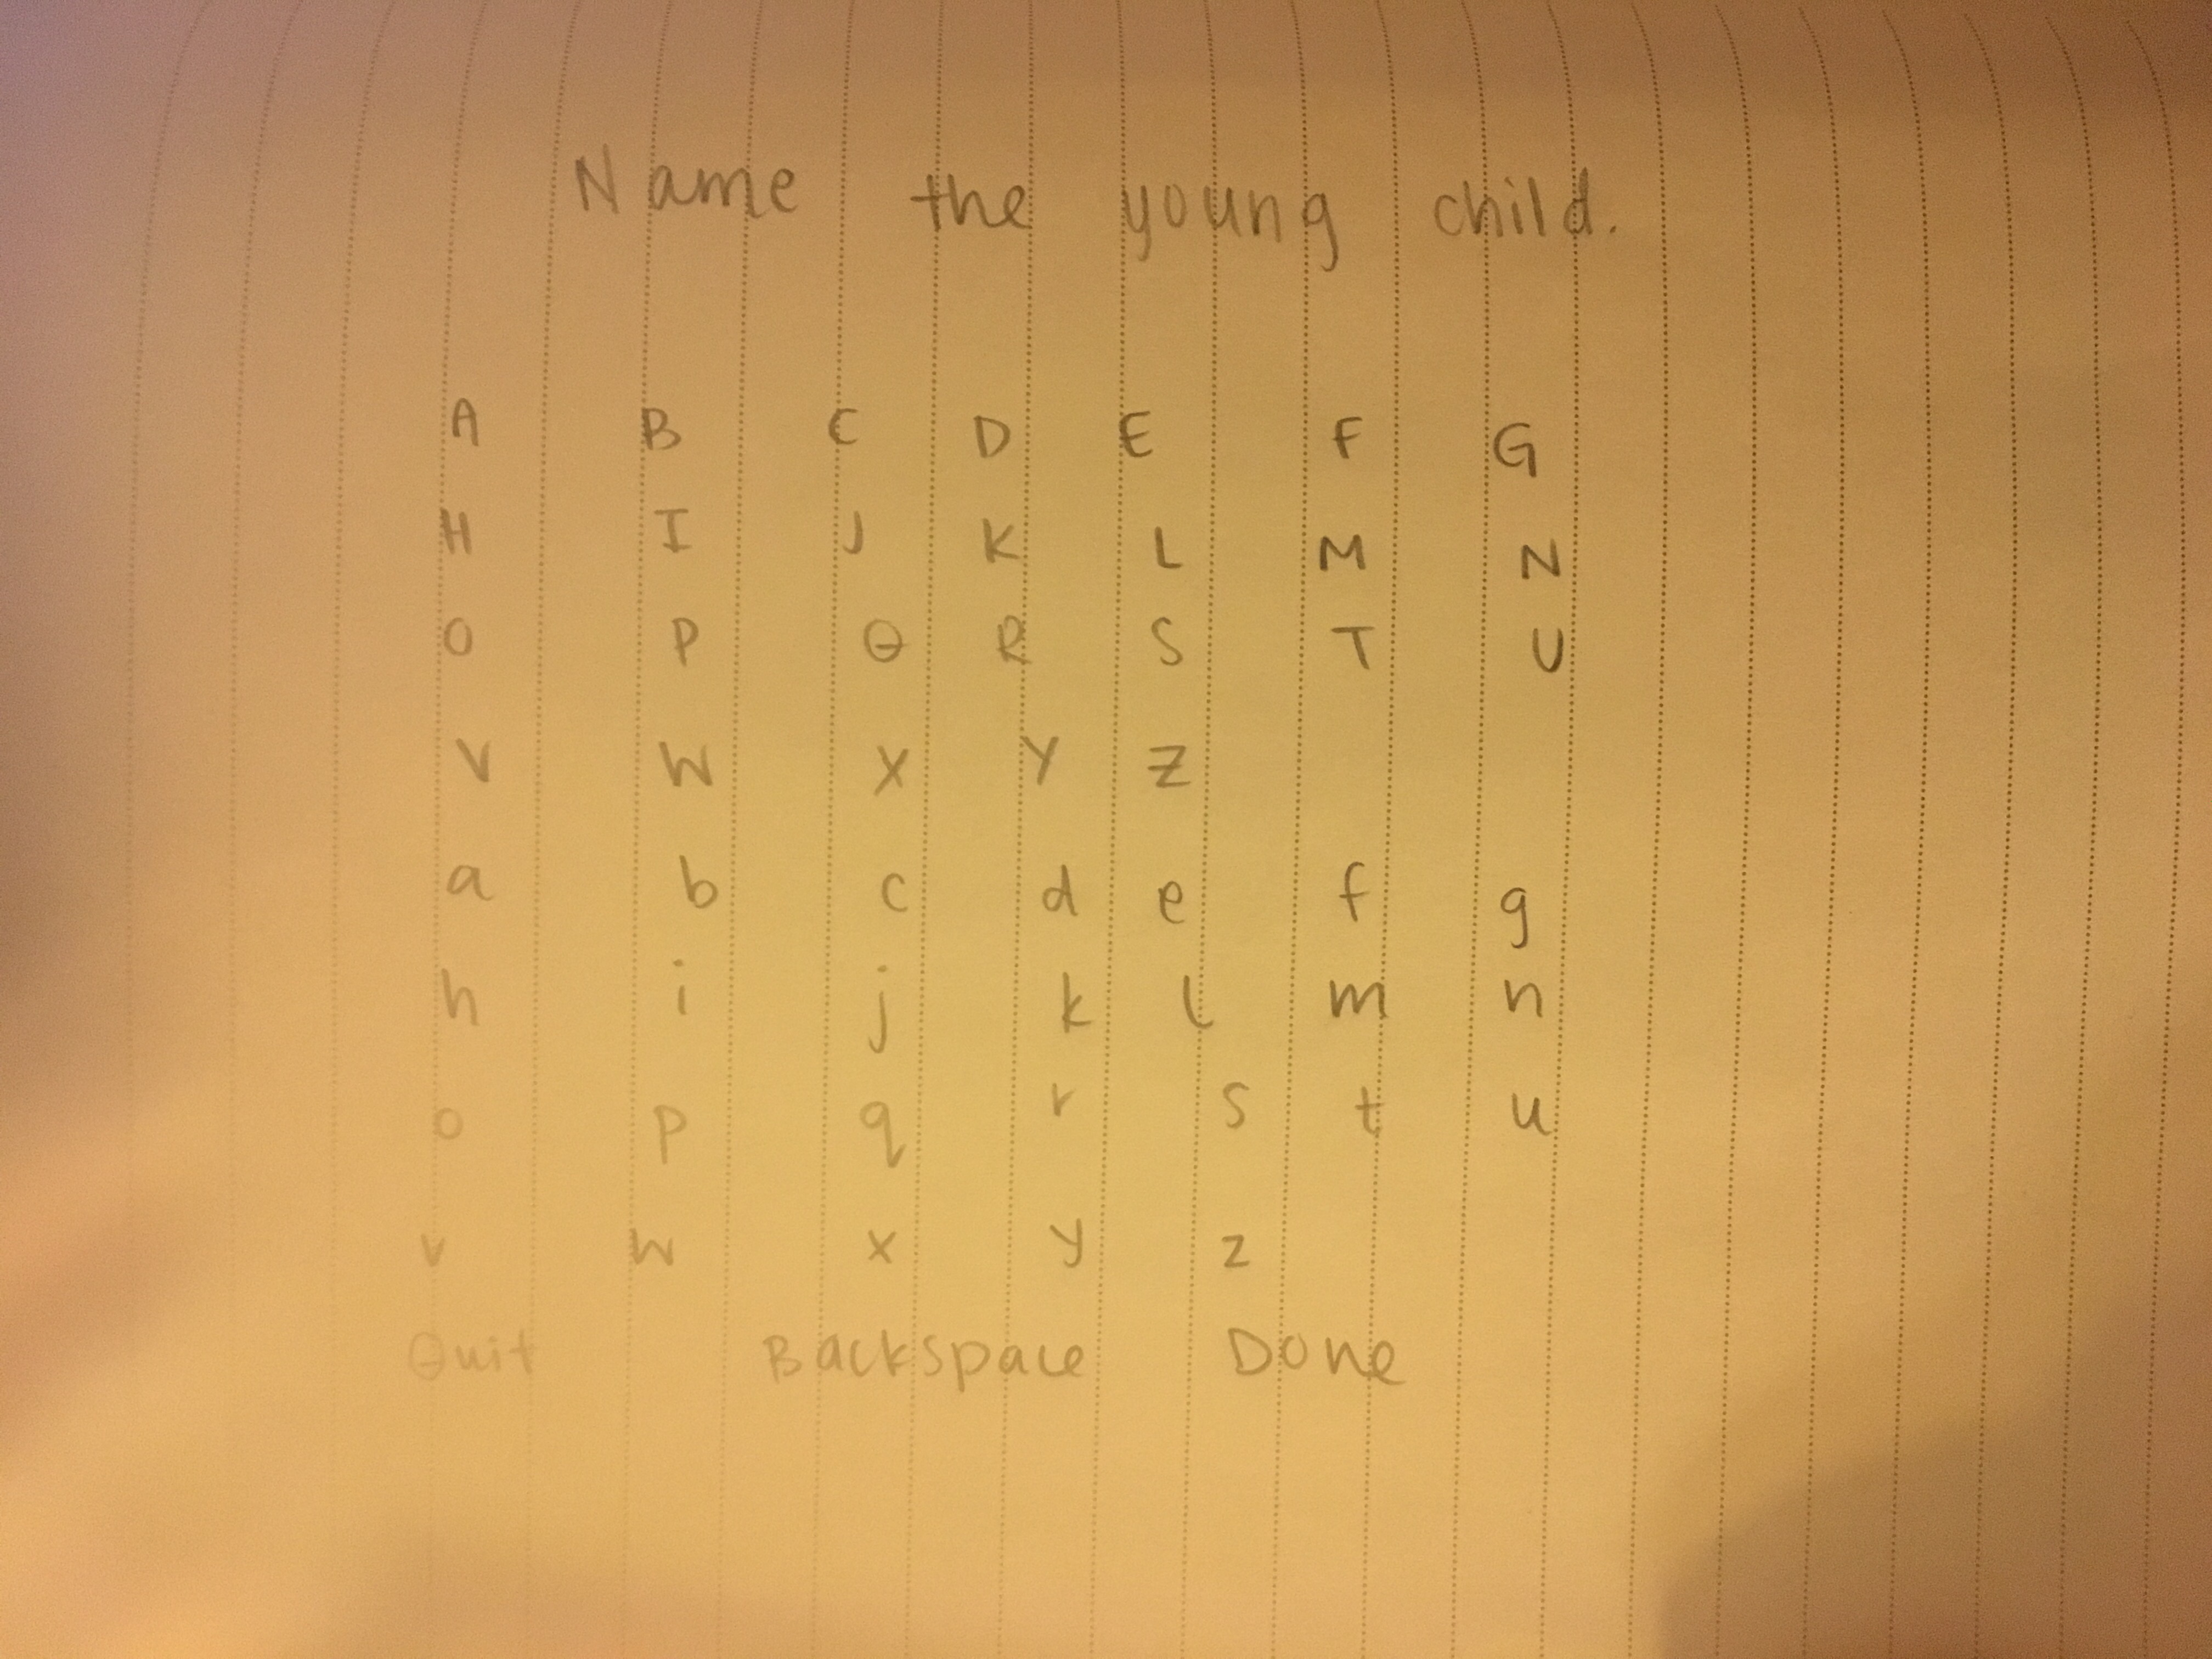 Name the young child.
A B C D E F G
H I J K L M N
O P Q R S T U
V W X Y Z
a b c d e f g
h i j k l m n
o p q r s t u
v w x y z
Quit Backspace Done